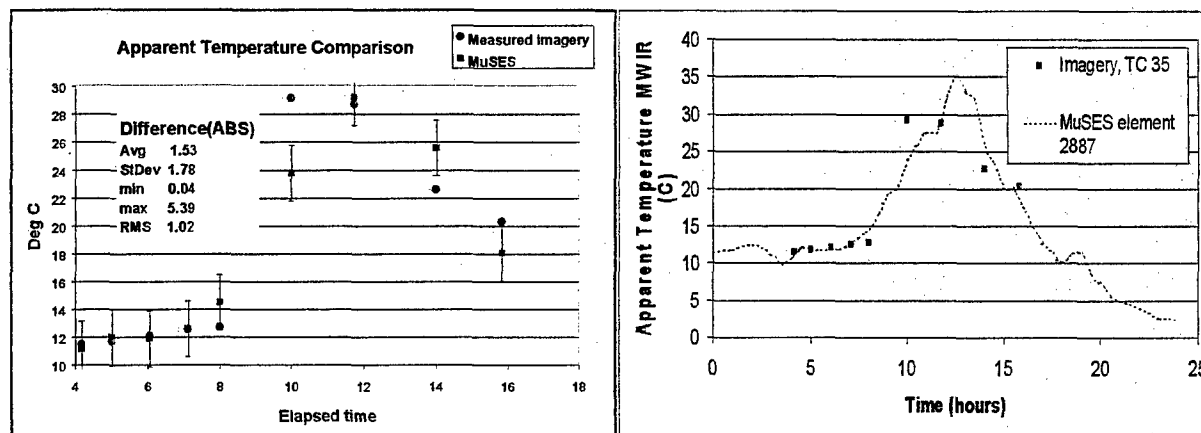 Apparent Temperature Comparison
Measured imagery
MuSES
30
28
26
24
22
20
18
16
14
12
10
Deg C
Difference(ABS)
Avg 1.53
StDev 1.78
min 0.04
max 5.39
RMS 1.02
4 6 8 10 12 14 16 18
Elapsed time
40
35
30
25
20
15
10
5
0
Apparent Temperature MWIR
(C)
Imagery, TC 35
MuSES element
2887
0 5 10 15 20 25
Time (hours)